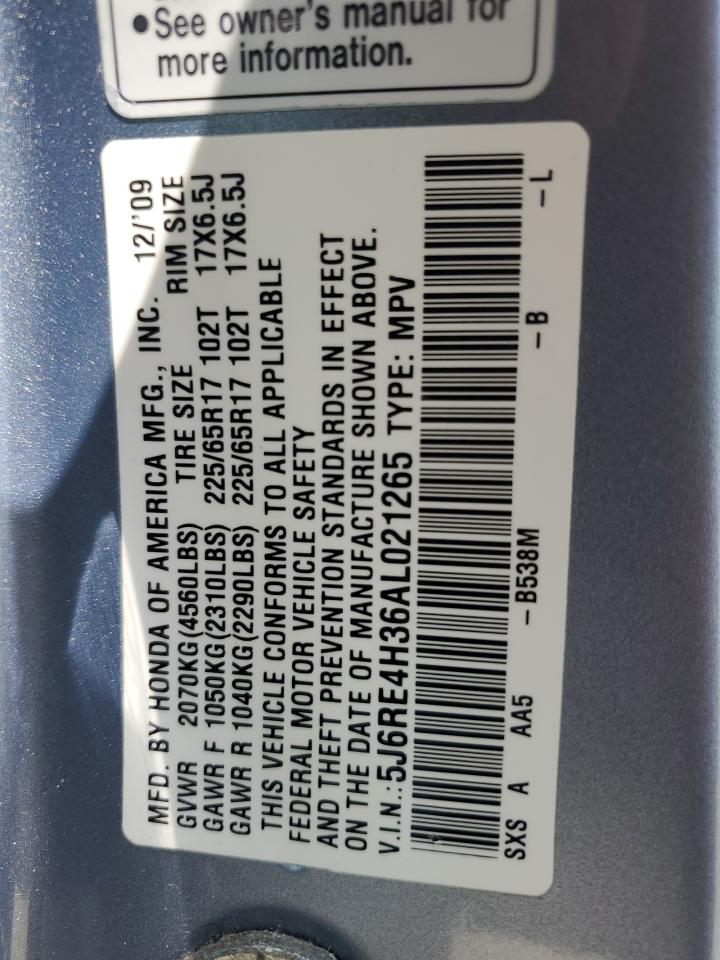 ●See owner's manual for
more information.
MFD. BY HONDA OF AMERICA MFG., INC. 12/'09
GVWR 2070KG(4560LBS) TIRE SIZE RIM SIZE
GAWR F 1050KG(2310LBS) 225/65R17 102T 17X6.5J
GAWR R 1040KG(2290LBS) 225/65R17 102T 17X6.5J
THIS VEHICLE CONFORMS TO ALL APPLICABLE
FEDERAL MOTOR VEHICLE SAFETY
AND THEFT PREVENTION STANDARDS IN EFFECT
ON THE DATE OF MANUFACTURE SHOWN ABOVE.
V.I.N.:5J6RE4H36AL021265 TYPE: MPV
SXS A AA5 -B538M -B -L